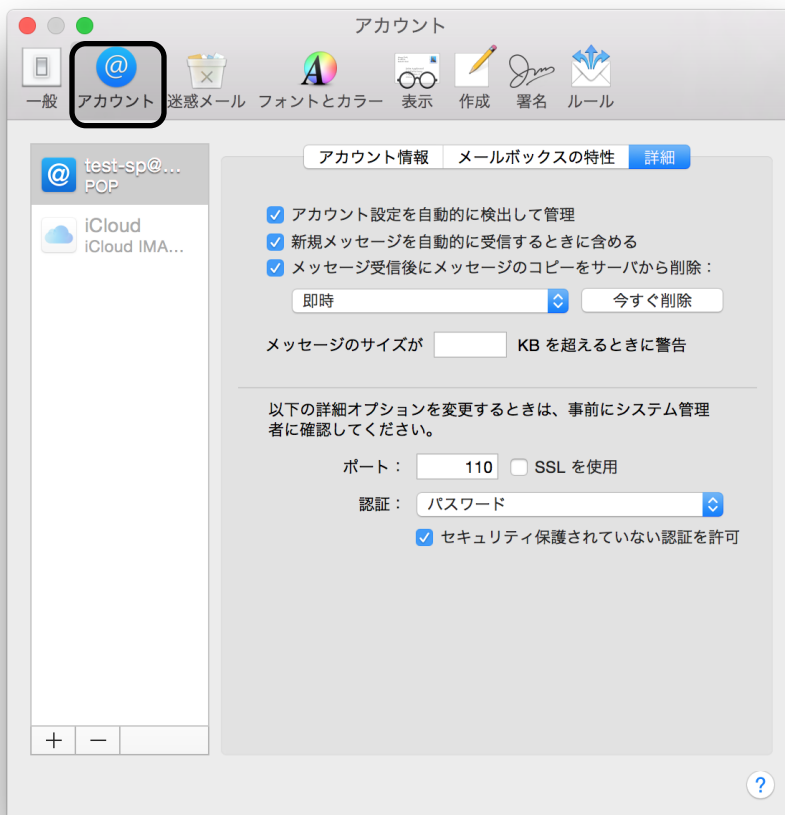 アカウント
一般 アカウント 迷惑メール フォントとカラー 表示 作成 署名 ルール
test-sp@...
POP
iCloud
iCloud IMA...
アカウント情報 メールボックスの特性 詳細
アカウント設定を自動的に検出して管理
新規メッセージを自動的に受信するときに含める
メッセージ受信後にメッセージのコピーをサーバから削除：
即時 今すぐ削除
メッセージのサイズが KB を超えるときに警告
以下の詳細オプションを変更するときは、事前にシステム管理
者に確認してください。
ポート： 110 SSL を使用
認証： パスワード
セキュリティ保護されていない認証を許可
+ −
?